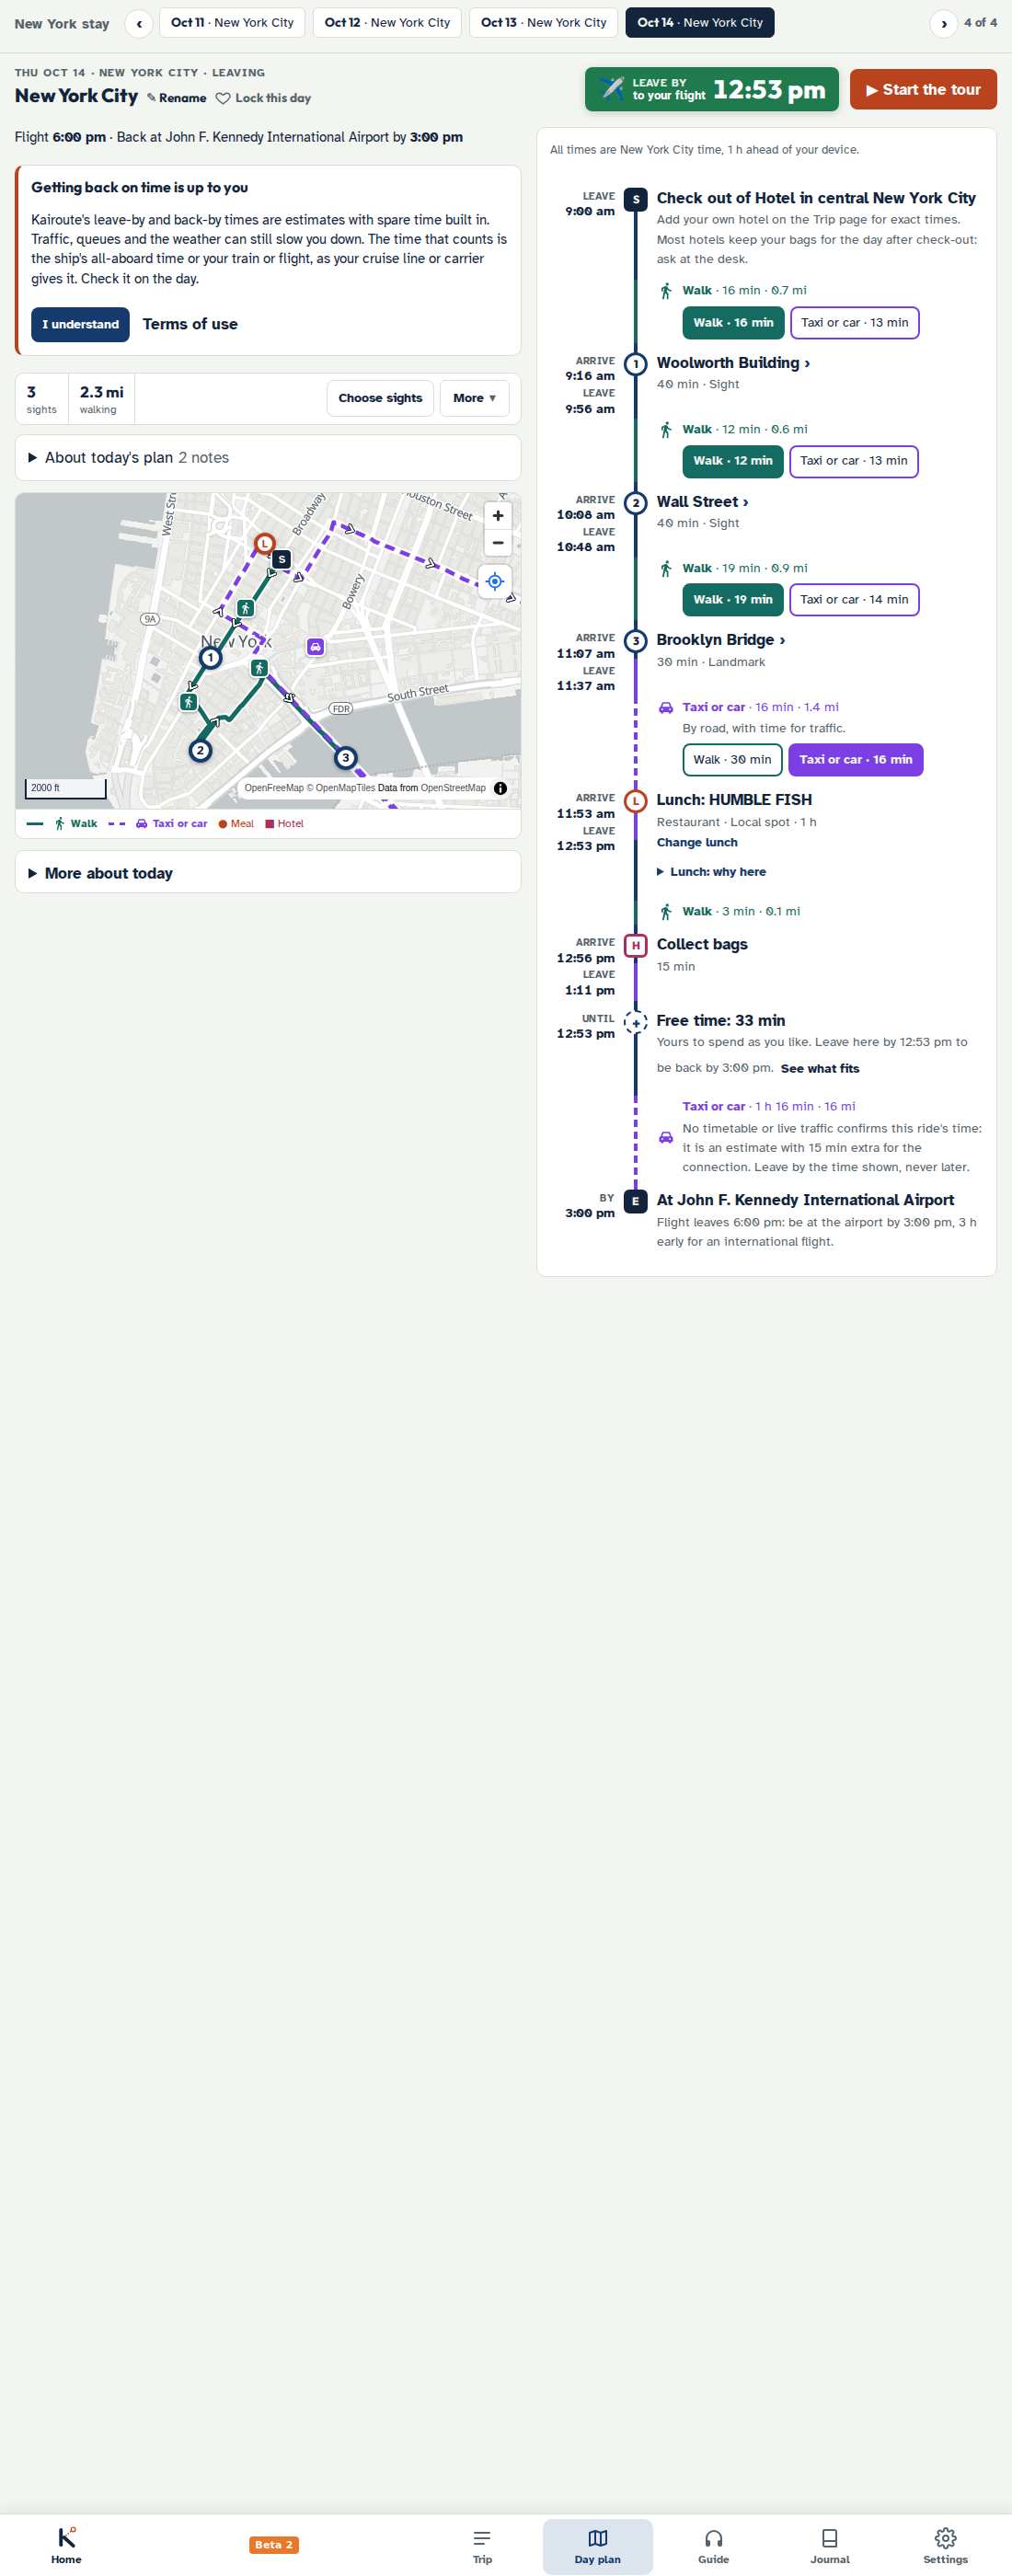 New York stay
‹
Oct 11 · New York City
Oct 12 · New York City
Oct 13 · New York City
Oct 14 · New York City
›
4 of 4
THU OCT 14 · NEW YORK CITY · LEAVING
New York City
✎ Rename
Lock this day
LEAVE BY
to your flight
12:53 pm
▶ Start the tour
Flight 6:00 pm · Back at John F. Kennedy International Airport by 3:00 pm
Getting back on time is up to you
Kairoute's leave-by and back-by times are estimates with spare time built in.
Traffic, queues and the weather can still slow you down. The time that counts is
the ship's all-aboard time or your train or flight, as your cruise line or carrier
gives it. Check it on the day.
I understand
Terms of use
3
sights
2.3 mi
walking
Choose sights
More ▼
▶ About today's plan 2 notes
West Str
Broadway
ouston Street
A
L
S
Bowery
9A
New York
1
South Street
FDR
2
3
+
−
2000 ft
OpenFreeMap © OpenMapTiles Data from OpenStreetMap
Walk
Taxi or car
Meal
Hotel
▶ More about today
All times are New York City time, 1 h ahead of your device.
LEAVE
9:00 am
S
Check out of Hotel in central New York City
Add your own hotel on the Trip page for exact times.
Most hotels keep your bags for the day after check-out:
ask at the desk.
Walk · 16 min · 0.7 mi
Walk · 16 min
Taxi or car · 13 min
ARRIVE
9:16 am
LEAVE
9:56 am
1
Woolworth Building ›
40 min · Sight
Walk · 12 min · 0.6 mi
Walk · 12 min
Taxi or car · 13 min
ARRIVE
10:08 am
LEAVE
10:48 am
2
Wall Street ›
40 min · Sight
Walk · 19 min · 0.9 mi
Walk · 19 min
Taxi or car · 14 min
ARRIVE
11:07 am
LEAVE
11:37 am
3
Brooklyn Bridge ›
30 min · Landmark
Taxi or car · 16 min · 1.4 mi
By road, with time for traffic.
Walk · 30 min
Taxi or car · 16 min
ARRIVE
11:53 am
LEAVE
12:53 pm
L
Lunch: HUMBLE FISH
Restaurant · Local spot · 1 h
Change lunch
▶ Lunch: why here
Walk · 3 min · 0.1 mi
ARRIVE
12:56 pm
LEAVE
1:11 pm
H
Collect bags
15 min
UNTIL
12:53 pm
+
Free time: 33 min
Yours to spend as you like. Leave here by 12:53 pm to
be back by 3:00 pm. See what fits
Taxi or car · 1 h 16 min · 16 mi
No timetable or live traffic confirms this ride's time:
it is an estimate with 15 min extra for the
connection. Leave by the time shown, never later.
BY
3:00 pm
E
At John F. Kennedy International Airport
Flight leaves 6:00 pm: be at the airport by 3:00 pm, 3 h
early for an international flight.
Home
Beta 2
Trip
Day plan
Guide
Journal
Settings